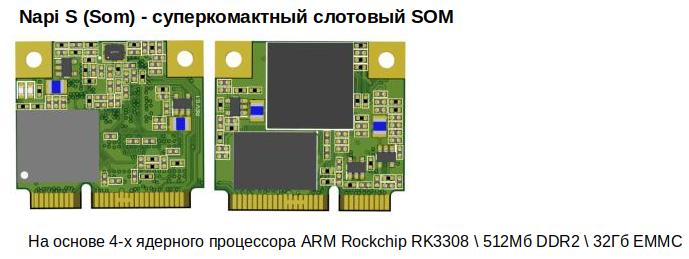 Napi S (Som) - суперкомактный слотовый SOM
На основе 4-х ядерного процессора ARM Rockchip RK3308 \ 512Мб DDR2 \ 32Гб EMMC